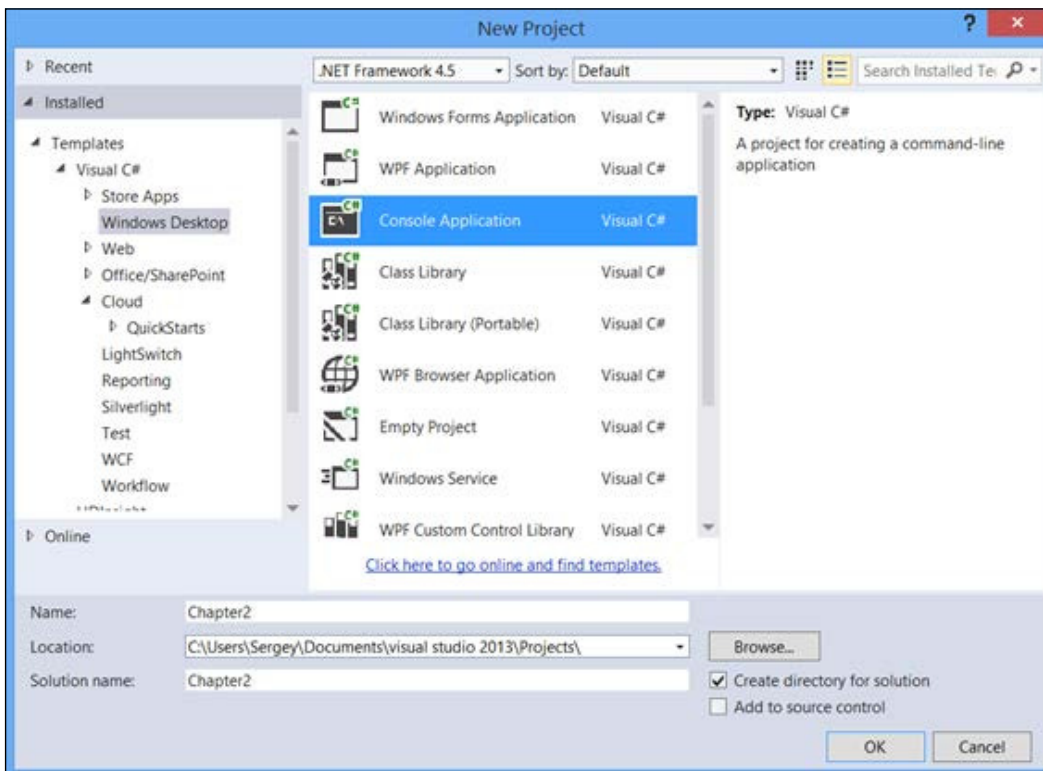 New Project
?
Recent
Installed
Templates
Visual C#
Store Apps
Windows Desktop
Web
Office/SharePoint
Cloud
QuickStarts
LightSwitch
Reporting
Silverlight
Test
WCF
Workflow
Online
.NET Framework 4.5
Sort by: Default
Search Installed Te
Windows Forms Application Visual C#
WPF Application Visual C#
Console Application Visual C#
Class Library Visual C#
Class Library (Portable) Visual C#
WPF Browser Application Visual C#
Empty Project Visual C#
Windows Service Visual C#
WPF Custom Control Library Visual C#
Click here to go online and find templates.
Type: Visual C#
A project for creating a command-line
application
Name: Chapter2
Location: C:\Users\Sergey\Documents\visual studio 2013\Projects\
Browse...
Solution name: Chapter2
Create directory for solution
Add to source control
OK
Cancel